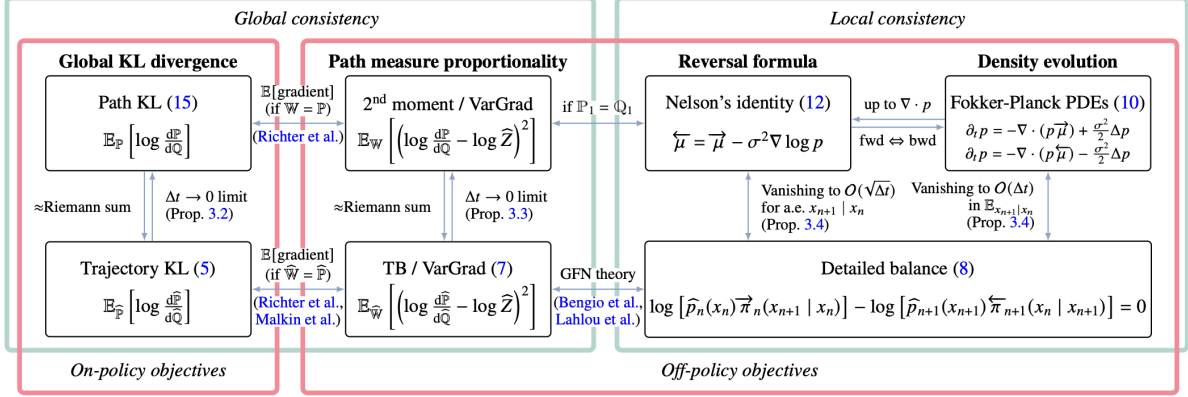 Global consistency
Local consistency
Global KL divergence
Path measure proportionality
Reversal formula
Density evolution
Path KL (15)
𝔼_ℙ [log dℙ/dℚ]
𝔼[gradient]
(if 𝕎 = ℙ)
(Richter et al.)
2nd moment / VarGrad
𝔼_𝕎 [(log dℙ/dℚ − log Ẑ)²]
if ℙ₁ = ℚ₁
Nelson's identity (12)
μ⃖ = μ⃗ − σ²∇ log p
up to ∇ · p
fwd ⇔ bwd
Fokker-Planck PDEs (10)
∂ₜp = −∇ · (pμ⃗) + σ²/2 Δp
∂ₜp = −∇ · (pμ⃖) − σ²/2 Δp
≈Riemann sum
Δt → 0 limit
(Prop. 3.2)
≈Riemann sum
Δt → 0 limit
(Prop. 3.3)
Vanishing to 𝒪(√Δt)
for a.e. xₙ₊₁ | xₙ
(Prop. 3.4)
Vanishing to 𝒪(Δt)
in 𝔼_{xₙ₊₁|xₙ}
(Prop. 3.4)
Trajectory KL (5)
𝔼_ℙ̂ [log dℙ̂/dℚ̂]
𝔼[gradient]
(if 𝕎̂ = ℙ̂)
(Richter et al.,
Malkin et al.)
TB / VarGrad (7)
𝔼_𝕎̂ [(log dℙ̂/dℚ̂ − log Ẑ)²]
GFN theory
(Bengio et al.,
Lahlou et al.)
Detailed balance (8)
log [p̂ₙ(xₙ)π⃗ₙ(xₙ₊₁ | xₙ)] − log [p̂ₙ₊₁(xₙ₊₁)π⃖ₙ₊₁(xₙ | xₙ₊₁)] = 0
On-policy objectives
Off-policy objectives